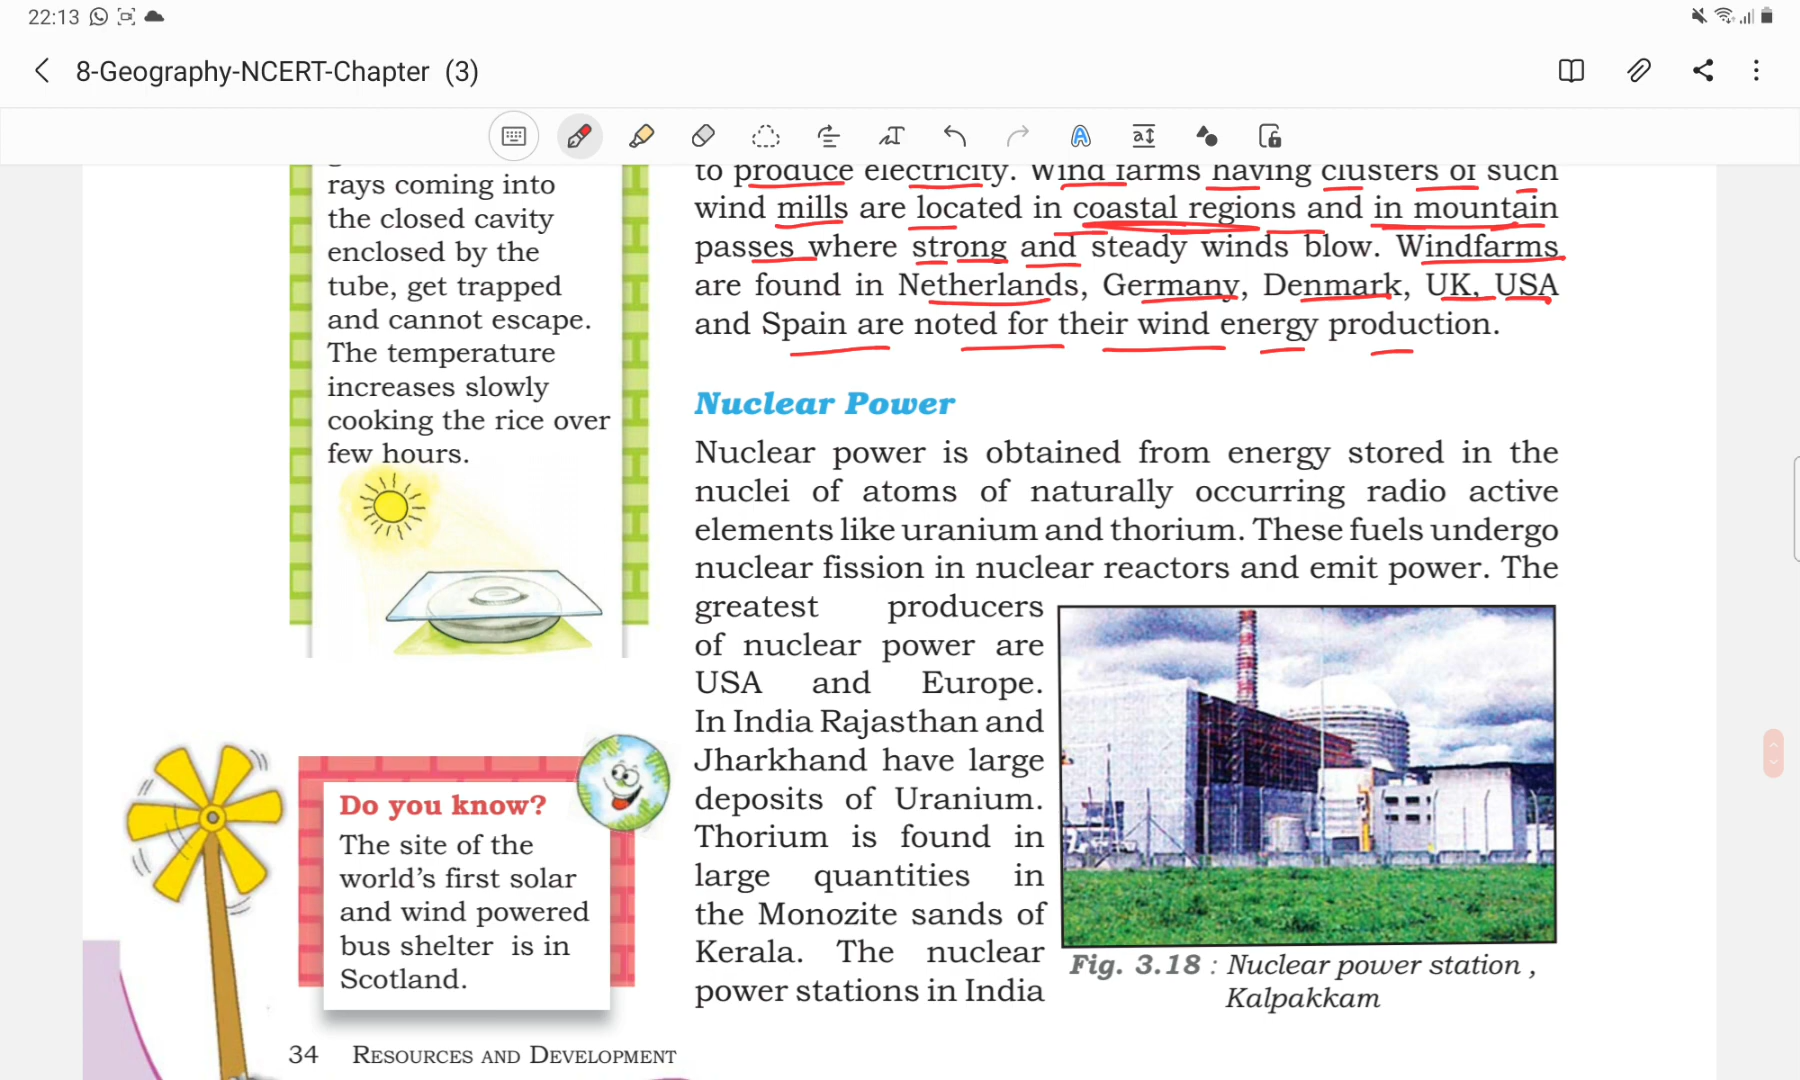 22:13
8-Geography-NCERT-Chapter (3)
rays coming into
the closed cavity
enclosed by the
tube, get trapped
and cannot escape.
The temperature
increases slowly
cooking the rice over
few hours.
Do you know?
The site of the
world's first solar
and wind powered
bus shelter is in
Scotland.
to produce electricity. Wind farms having clusters of such
wind mills are located in coastal regions and in mountain
passes where strong and steady winds blow. Windfarms
are found in Netherlands, Germany, Denmark, UK, USA
and Spain are noted for their wind energy production.
Nuclear Power
Nuclear power is obtained from energy stored in the
nuclei of atoms of naturally occurring radio active
elements like uranium and thorium. These fuels undergo
nuclear fission in nuclear reactors and emit power. The
greatest producers
of nuclear power are
USA and Europe.
In India Rajasthan and
Jharkhand have large
deposits of Uranium.
Thorium is found in
large quantities in
the Monozite sands of
Kerala. The nuclear
power stations in India
Fig. 3.18 : Nuclear power station ,
Kalpakkam
34 Resources and Development